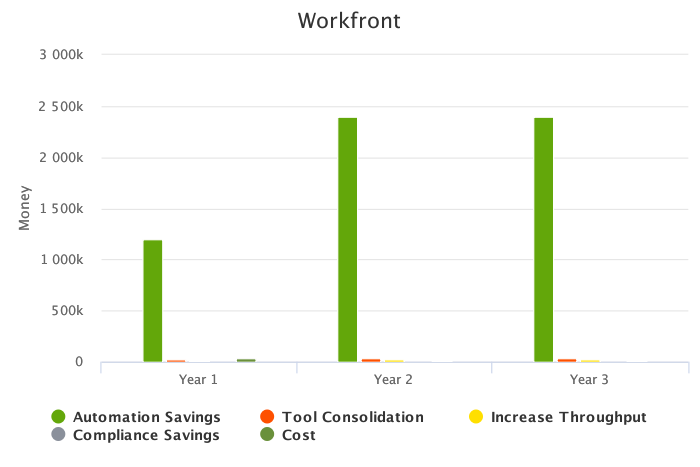 Workfront
3 000k
2 500k
2 000k
1 500k
1 000k
500k
0
Money
Year 1
Year 2
Year 3
Automation Savings
Tool Consolidation
Increase Throughput
Compliance Savings
Cost